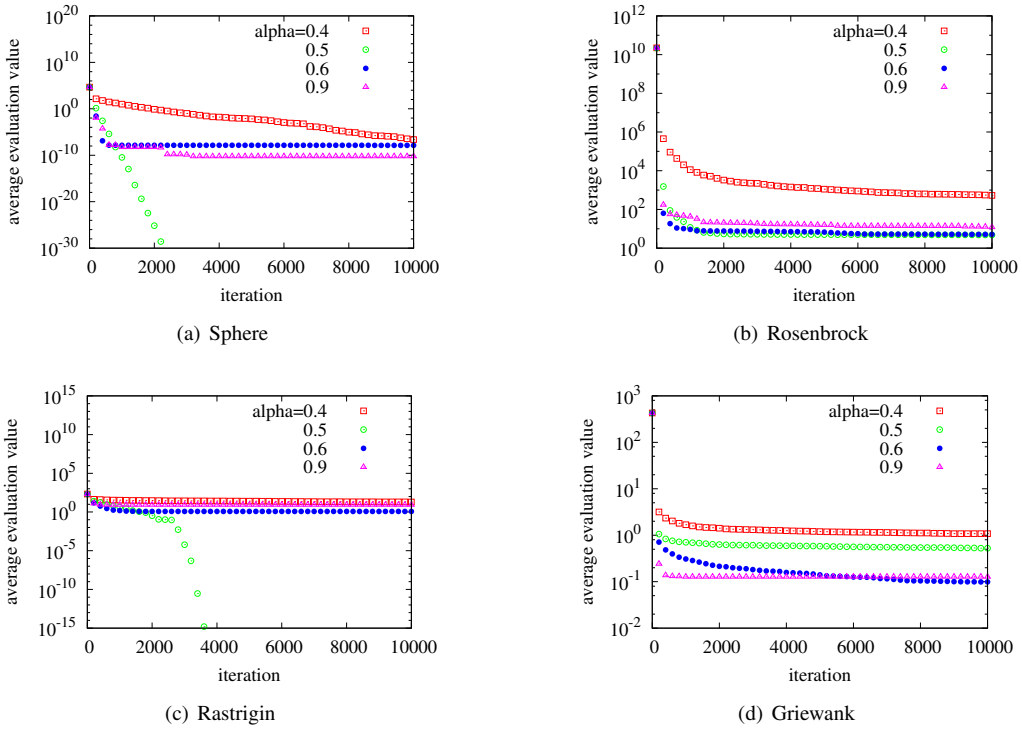 10^20
10^10
10^0
10^-10
10^-20
10^-30
average evaluation value
alpha=0.4
0.5
0.6
0.9
0 2000 4000 6000 8000 10000
iteration
(a) Sphere
10^12
10^10
10^8
10^6
10^4
10^2
10^0
average evaluation value
alpha=0.4
0.5
0.6
0.9
0 2000 4000 6000 8000 10000
iteration
(b) Rosenbrock
10^15
10^10
10^5
10^0
10^-5
10^-10
10^-15
average evaluation value
alpha=0.4
0.5
0.6
0.9
0 2000 4000 6000 8000 10000
iteration
(c) Rastrigin
10^3
10^2
10^1
10^0
10^-1
10^-2
average evaluation value
alpha=0.4
0.5
0.6
0.9
0 2000 4000 6000 8000 10000
iteration
(d) Griewank